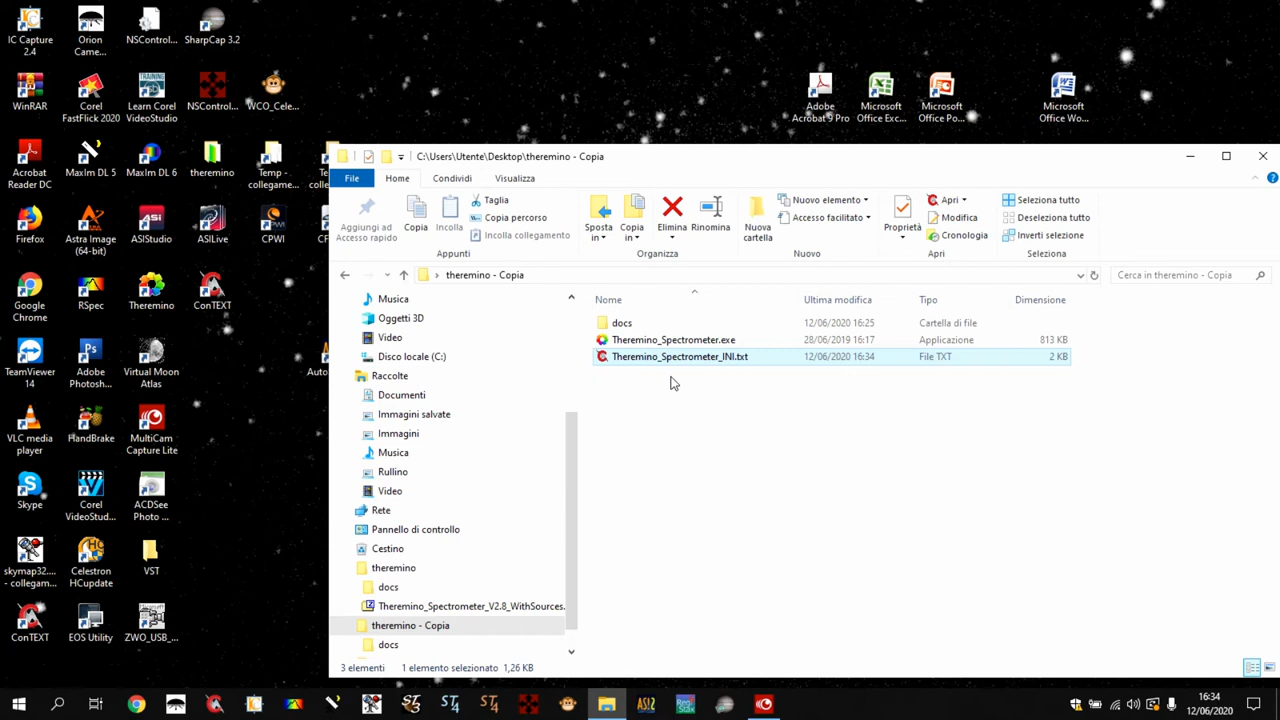 IC Capture 2.4
Orion Came...
NSControl...
SharpCap 3.2
WinRAR
Corel FastFlick 2020
Learn Corel VideoStudio
NSControl...
WCO_Cele...
Acrobat Reader DC
MaxIm DL 5
MaxIm DL 6
theremino
Temp - collegame...
Firefox
Astra Image (64-bit)
ASIStudio
ASILive
CPWI
Google Chrome
RSpec
Theremino
ConTEXT
TeamViewer 14
Adobe Photosh...
Virtual Moon Atlas
VLC media player
HandBrake
MultiCam Capture Lite
Skype
Corel VideoStud...
ACDSee Photo ...
skymap32.... - collegam...
Celestron HCupdate
VST
ConTEXT
EOS Utility
ZWO_USB_...
Adobe Acrobat 9 Pro
Microsoft Office Exc...
Microsoft Office Po...
Microsoft Office Wo...
C:\Users\Utente\Desktop\theremino - Copia
File
Home
Condividi
Visualizza
Aggiungi ad Accesso rapido
Copia
Incolla
Taglia
Copia percorso
Incolla collegamento
Appunti
Sposta in
Copia in
Elimina
Rinomina
Organizza
Nuova cartella
Nuovo elemento
Accesso facilitato
Nuovo
Proprietà
Apri
Modifica
Cronologia
Apri
Seleziona tutto
Deseleziona tutto
Inverti selezione
Seleziona
theremino - Copia
Cerca in theremino - Copia
Musica
Oggetti 3D
Video
Disco locale (C:)
Raccolte
Documenti
Immagini salvate
Immagini
Musica
Rullino
Video
Rete
Pannello di controllo
Cestino
theremino
docs
Theremino_Spectrometer_V2.8_WithSources.
theremino - Copia
docs
Nome Ultima modifica Tipo Dimensione
docs 12/06/2020 16:25 Cartella di file
Theremino_Spectrometer.exe 28/06/2019 16:17 Applicazione 813 KB
Theremino_Spectrometer_INI.txt 12/06/2020 16:34 File TXT 2 KB
3 elementi 1 elemento selezionato 1,26 KB
16:34
12/06/2020